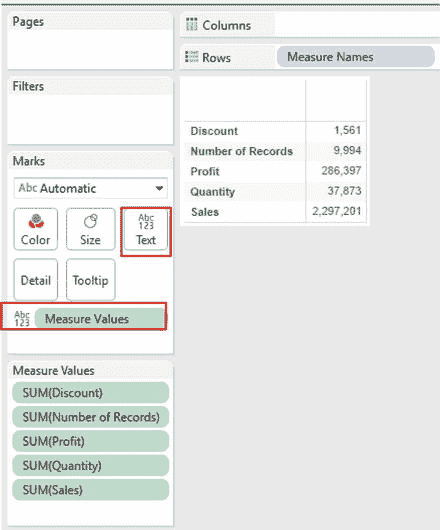 Pages
Columns
Rows
Measure Names
Filters
Discount 1,561
Number of Records 9,994
Profit 286,397
Quantity 37,873
Sales 2,297,201
Marks
Abc Automatic
Color
Size
Abc
123
Text
Detail
Tooltip
Abc
123
Measure Values
Measure Values
SUM(Discount)
SUM(Number of Records)
SUM(Profit)
SUM(Quantity)
SUM(Sales)